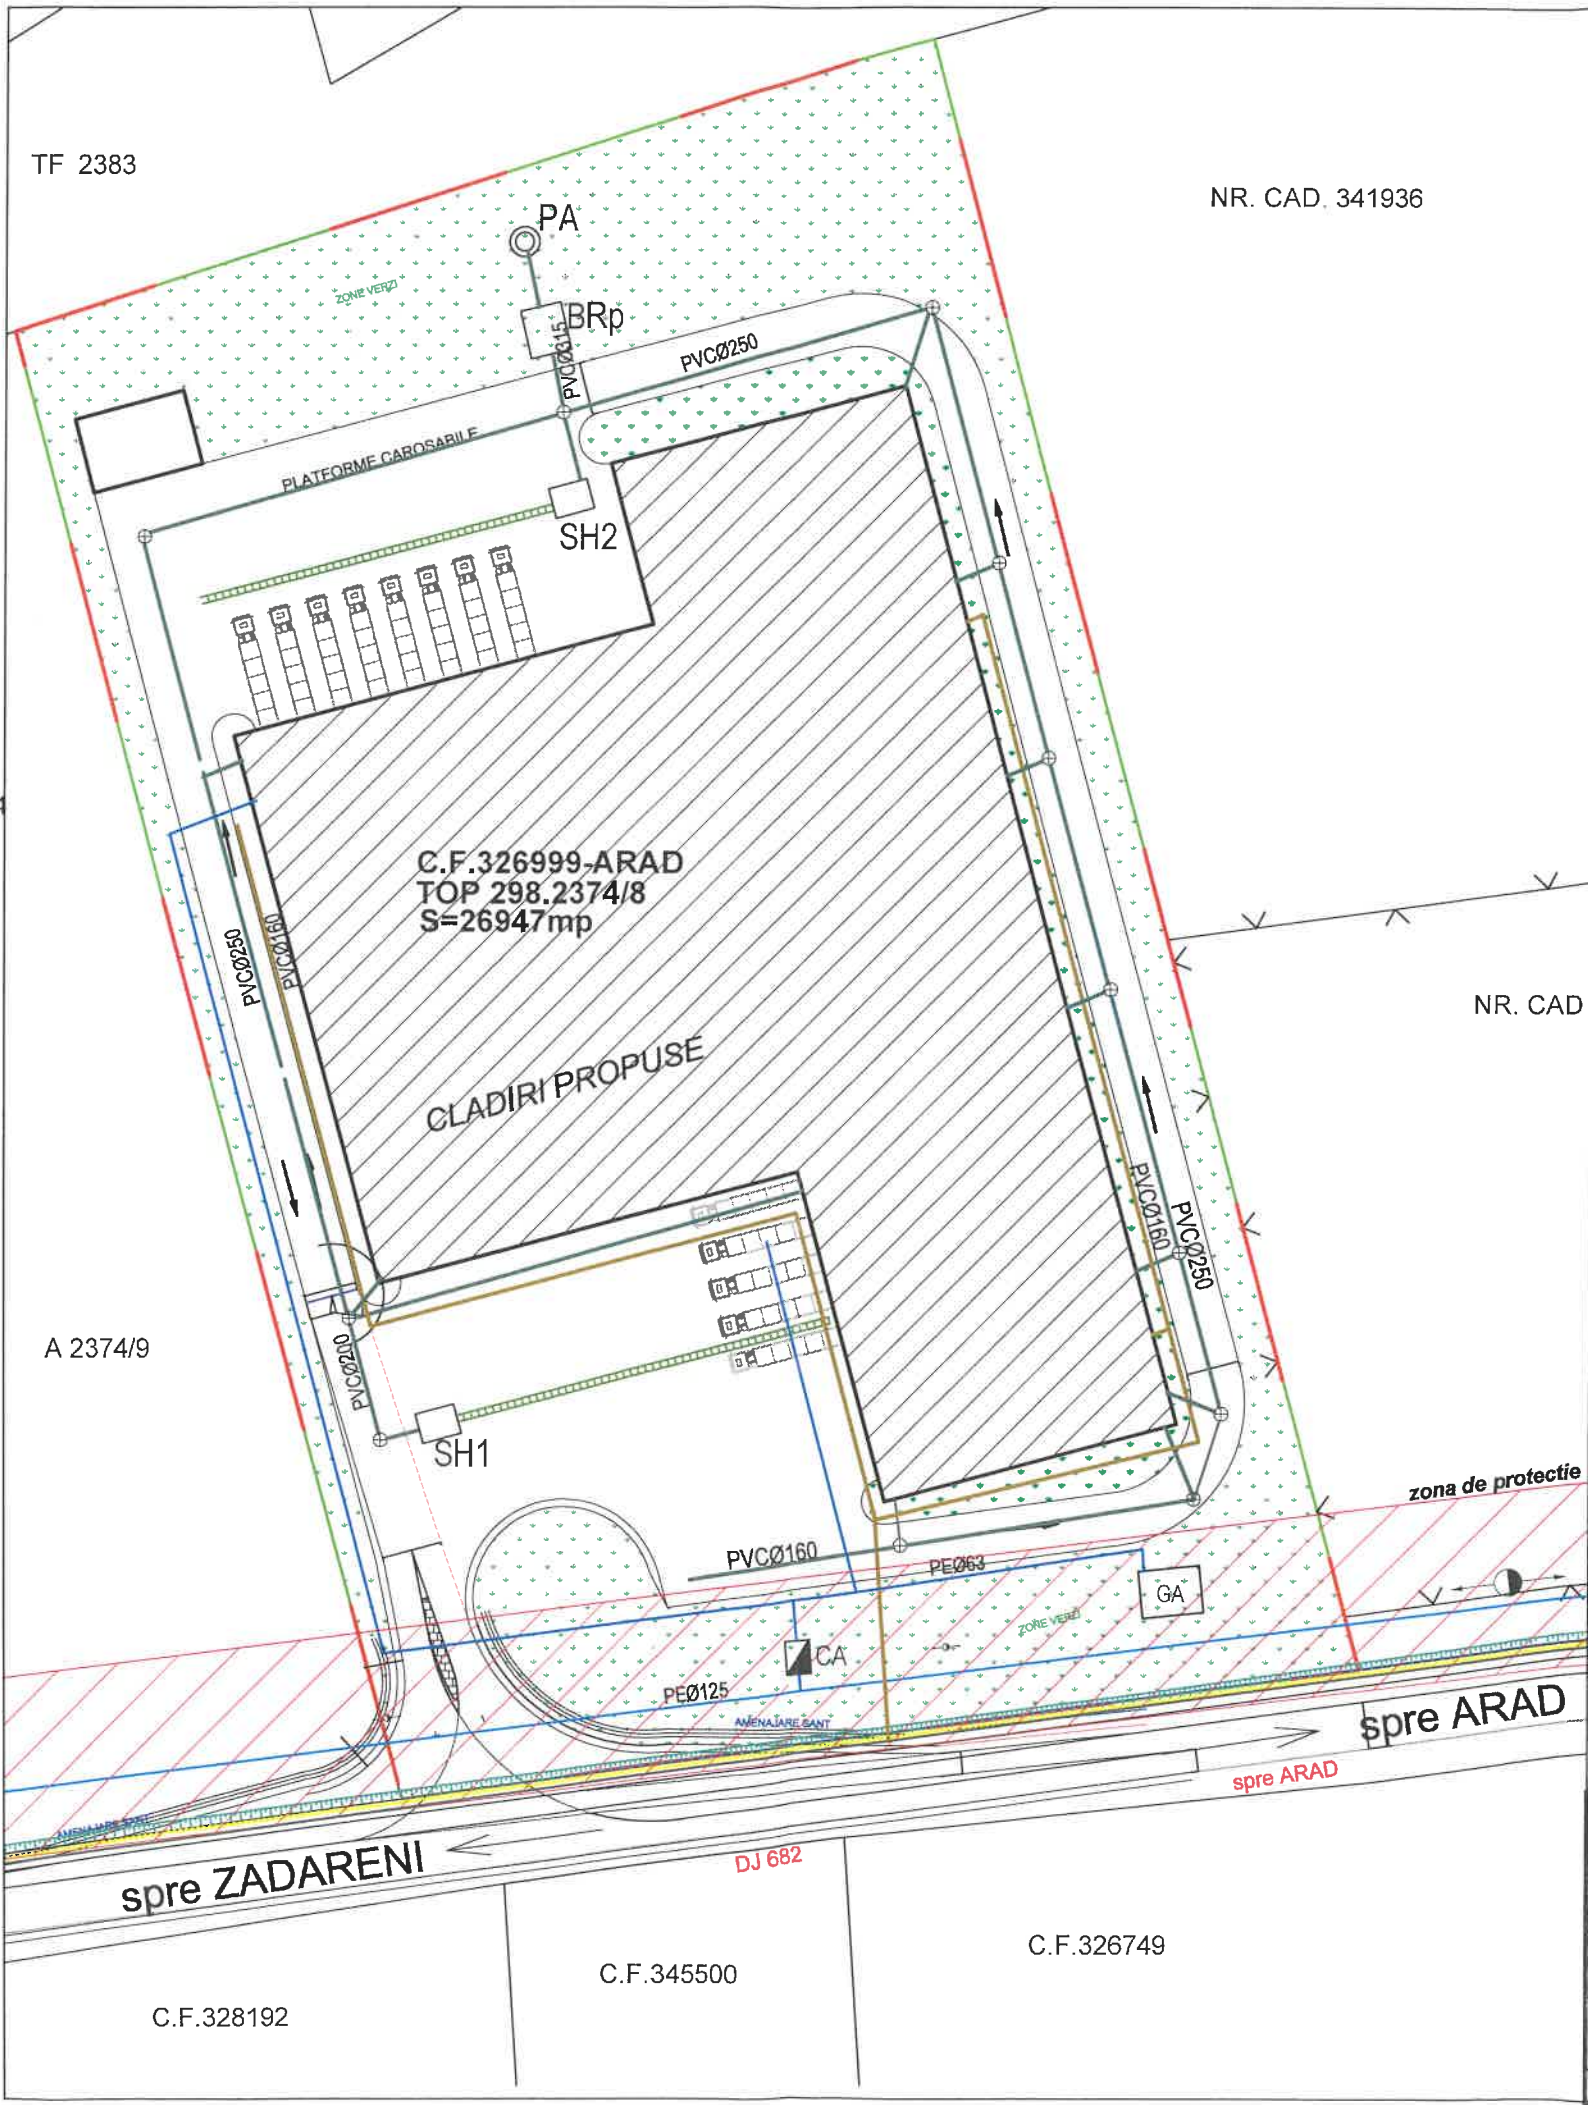 TF 2383
NR. CAD. 341936
PA
ZONE VERZI
BRp
PVCØ315
PVCØ250
PLATFORME CAROSABILE
SH2
C.F.326999-ARAD
TOP 298.2374/8
S=26947mp
PVCØ250
PVCØ160
NR. CAD
CLADIRI PROPUSE
PVCØ160
PVCØ250
A 2374/9
PVCØ200
SH1
zona de protectie
PVCØ160
PEØ63
GA
ZONE VERZI
CA
PEØ125
AMENAJARE SANT
spre ARAD
spre ARAD
AMENAJARE SANT
spre ZADARENI
DJ 682
C.F.326749
C.F.345500
C.F.328192